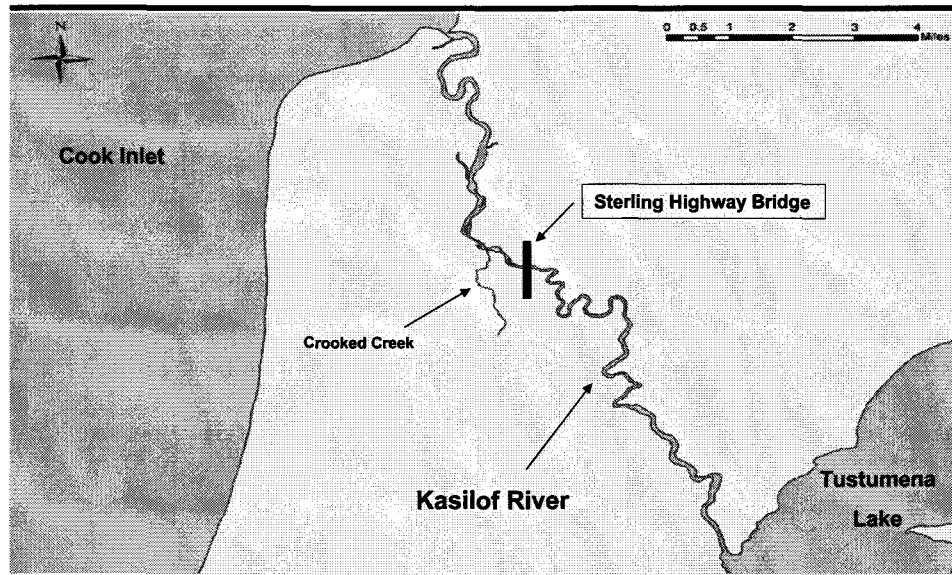 N
0 0.5 1 2 3 4
Miles
Cook Inlet
Sterling Highway Bridge
Crooked Creek
Kasilof River
Tustumena
Lake